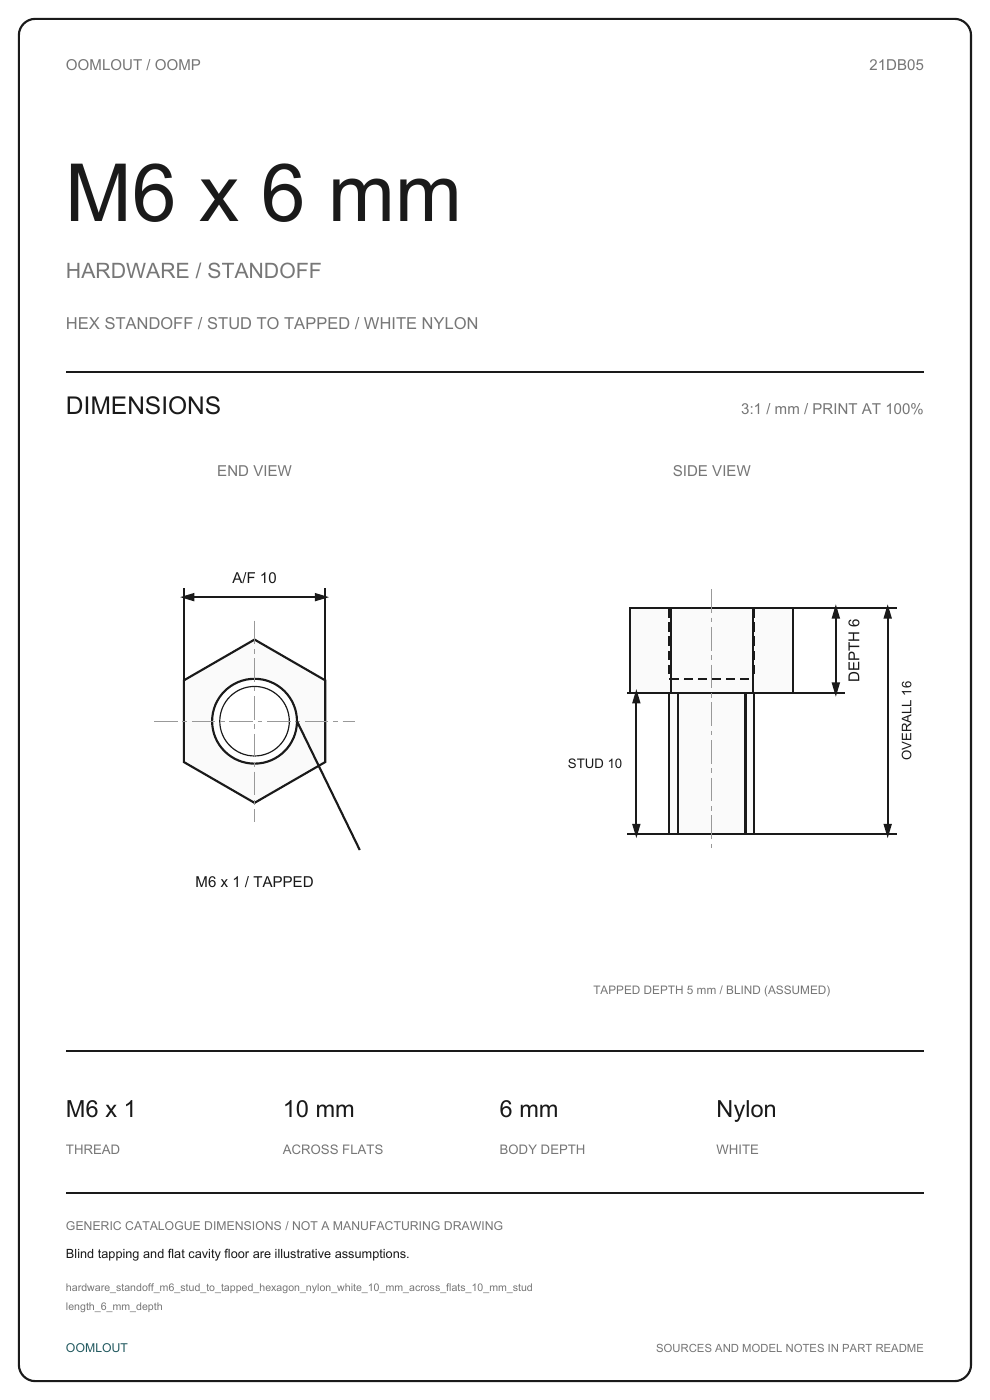 OOMLOUT / OOMP
21DB05
M6 x 6 mm
HARDWARE / STANDOFF
HEX STANDOFF / STUD TO TAPPED / WHITE NYLON
DIMENSIONS
3:1 / mm / PRINT AT 100%
END VIEW
SIDE VIEW
A/F 10
M6 x 1 / TAPPED
DEPTH 6
OVERALL 16
STUD 10
TAPPED DEPTH 5 mm / BLIND (ASSUMED)
M6 x 1
THREAD
10 mm
ACROSS FLATS
6 mm
BODY DEPTH
Nylon
WHITE
GENERIC CATALOGUE DIMENSIONS / NOT A MANUFACTURING DRAWING
Blind tapping and flat cavity floor are illustrative assumptions.
hardware_standoff_m6_stud_to_tapped_hexagon_nylon_white_10_mm_across_flats_10_mm_stud
length_6_mm_depth
OOMLOUT
SOURCES AND MODEL NOTES IN PART README